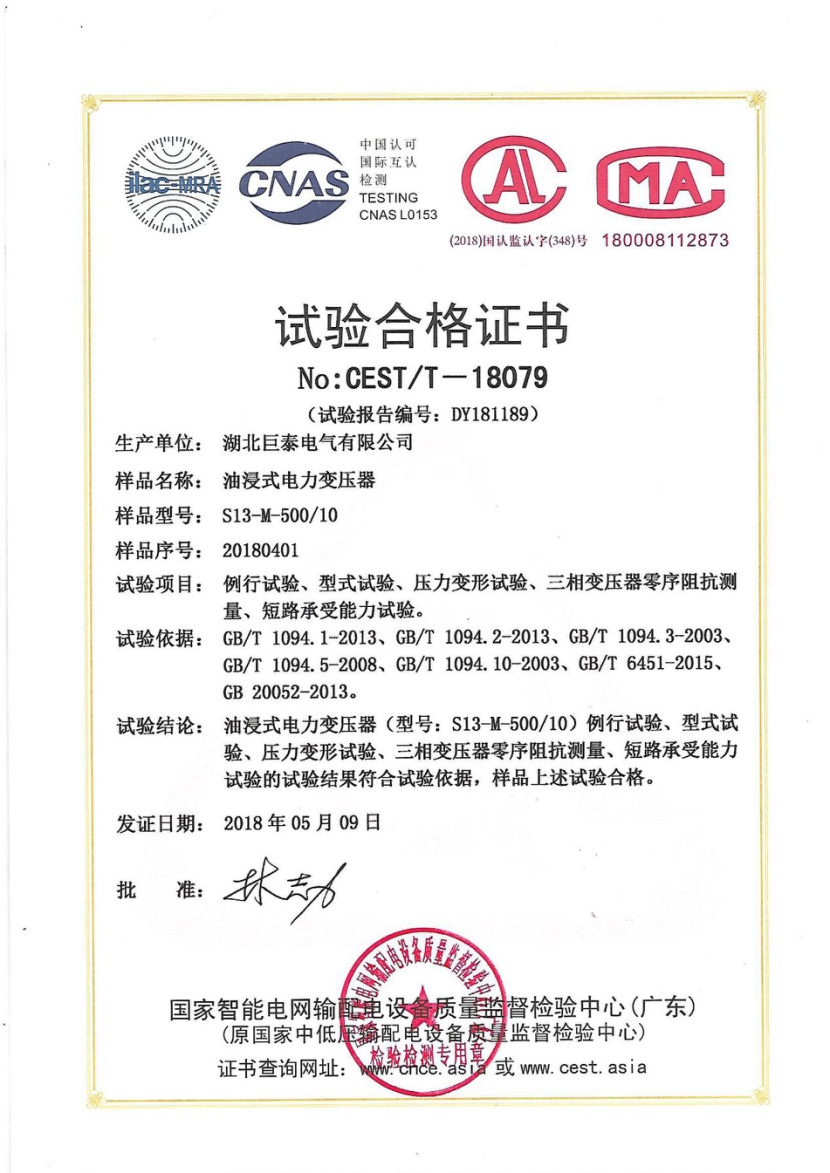 ilac-MRA
CNAS
中国认可
国际互认
检测
TESTING
CNAS L0153
CAL
(2018)国认监认字(348)号
CMA
180008112873
试验合格证书
No:CEST/T—18079
（试验报告编号：DY181189）
生产单位： 湖北巨泰电气有限公司
样品名称： 油浸式电力变压器
样品型号： S13-M-500/10
样品序号： 20180401
试验项目： 例行试验、型式试验、压力变形试验、三相变压器零序阻抗测
量、短路承受能力试验。
试验依据： GB/T 1094.1-2013、GB/T 1094.2-2013、GB/T 1094.3-2003、
GB/T 1094.5-2008、GB/T 1094.10-2003、GB/T 6451-2015、
GB 20052-2013。
试验结论： 油浸式电力变压器（型号：S13-M-500/10）例行试验、型式试
验、压力变形试验、三相变压器零序阻抗测量、短路承受能力
试验的试验结果符合试验依据，样品上述试验合格。
发证日期： 2018 年 05 月 09 日
批 准：
国家智能电网输配电设备质量监督检验中心(广东)
(原国家中低压输配电设备质量监督检验中心)
检验检测专用章
证书查询网址：www.cnce.asia 或 www.cest.asia